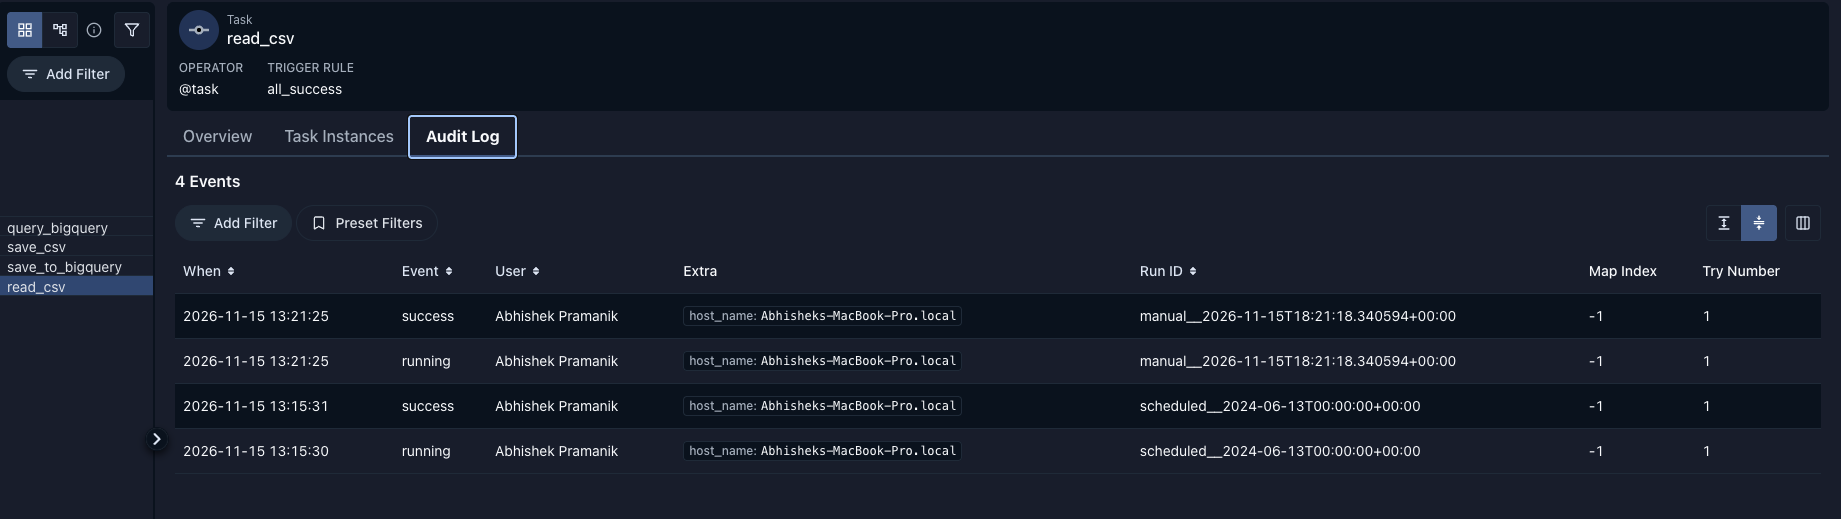 Add Filter
query_bigquery
save_csv
save_to_bigquery
read_csv
Task
read_csv
OPERATOR TRIGGER RULE
@task all_success
Overview Task Instances Audit Log
4 Events
Add Filter Preset Filters
When Event User Extra Run ID Map Index Try Number
2026-11-15 13:21:25 success Abhishek Pramanik host_name: Abhisheks-MacBook-Pro.local manual__2026-11-15T18:21:18.340594+00:00 -1 1
2026-11-15 13:21:25 running Abhishek Pramanik host_name: Abhisheks-MacBook-Pro.local manual__2026-11-15T18:21:18.340594+00:00 -1 1
2026-11-15 13:15:31 success Abhishek Pramanik host_name: Abhisheks-MacBook-Pro.local scheduled__2024-06-13T00:00:00+00:00 -1 1
2026-11-15 13:15:30 running Abhishek Pramanik host_name: Abhisheks-MacBook-Pro.local scheduled__2024-06-13T00:00:00+00:00 -1 1